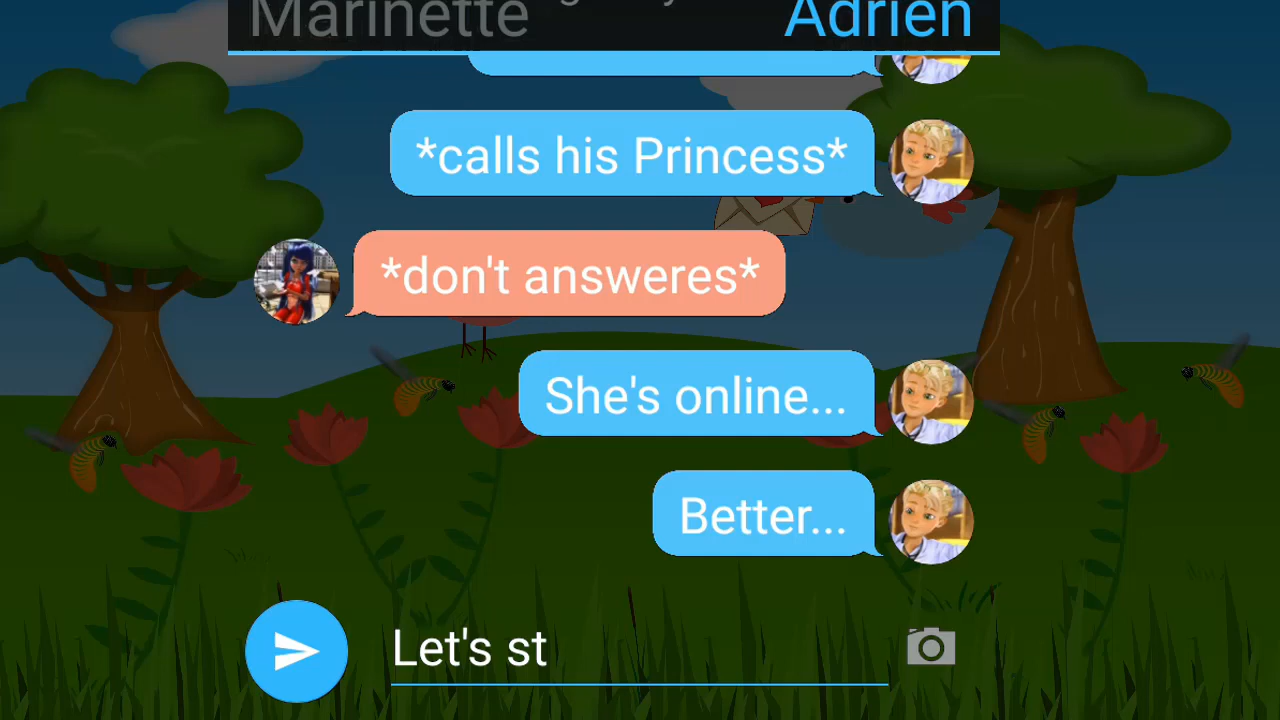 Marinette
Adrien
*calls his Princess*
*don't answeres*
She's online...
Better...
Let's st